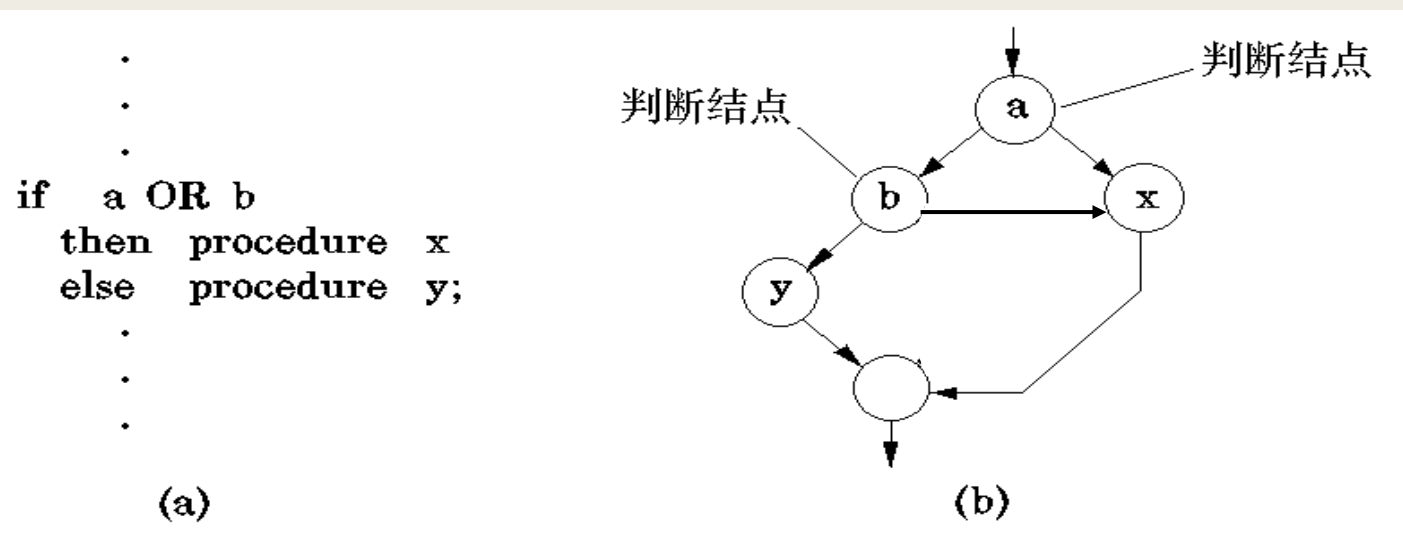 .
.
.
if a OR b
then procedure x
else procedure y;
.
.
.
(a)
判断结点
判断结点
a
b
x
y
(b)